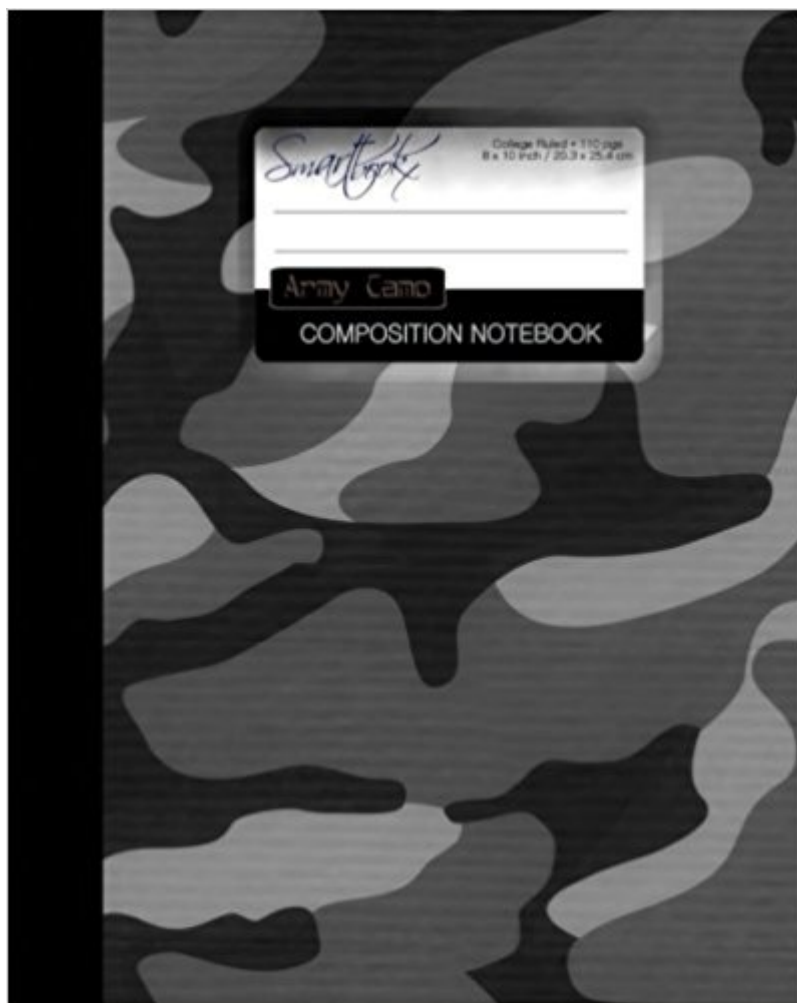 Smartbookx
College Ruled • 110 pgs
8 x 10 inch / 20.3 x 25.4 cm
Army Camo
COMPOSITION NOTEBOOK